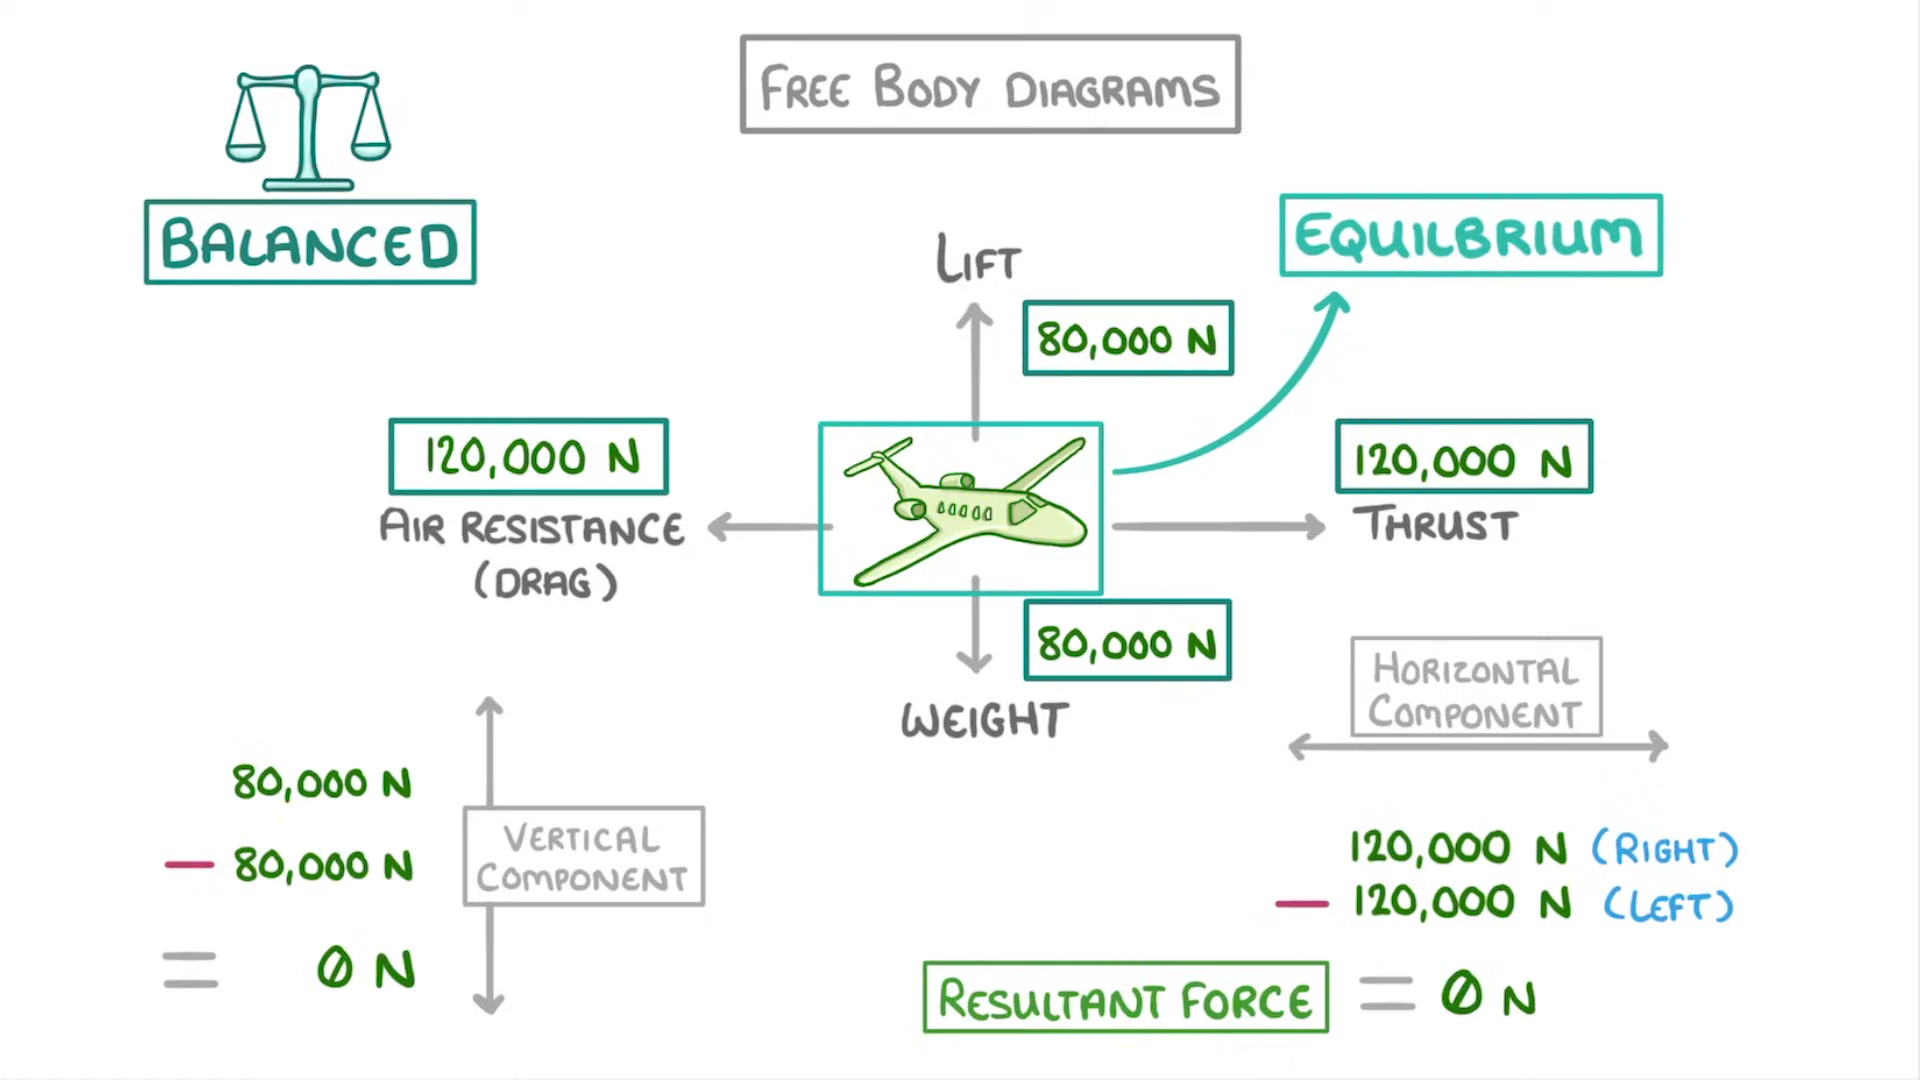 FREE BODY DIAGRAMS
BALANCED
EQUILBRIUM
LIFT
80,000 N
120,000 N
AIR RESISTANCE
(DRAG)
120,000 N
THRUST
80,000 N
WEIGHT
HORIZONTAL
COMPONENT
80,000 N
— 80,000 N
= 0 N
VERTICAL
COMPONENT
120,000 N (RIGHT)
— 120,000 N (LEFT)
RESULTANT FORCE = 0 N